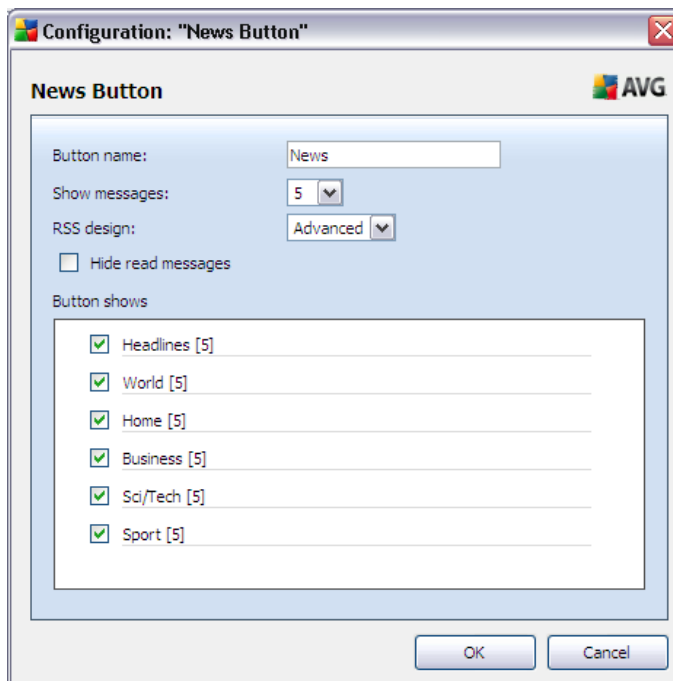 Configuration: "News Button"
News Button
AVG
Button name:
News
Show messages:
5
RSS design:
Advanced
Hide read messages
Button shows
Headlines [5]
World [5]
Home [5]
Business [5]
Sci/Tech [5]
Sport [5]
OK
Cancel